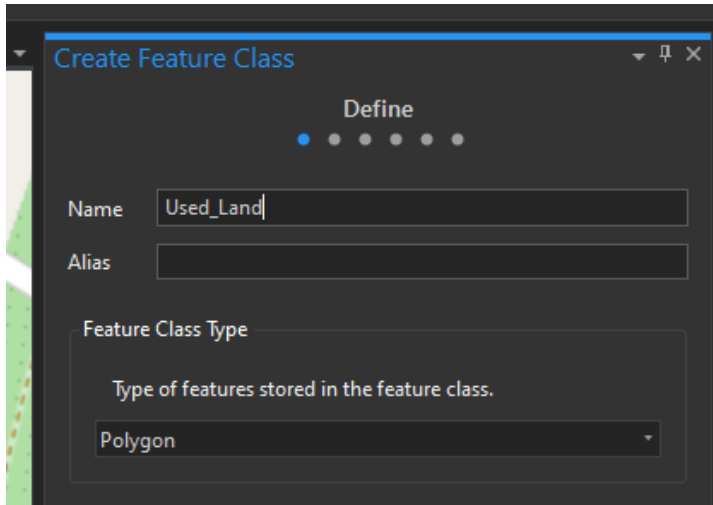 Create Feature Class
Define
Name Used_Land
Alias
Feature Class Type
Type of features stored in the feature class.
Polygon